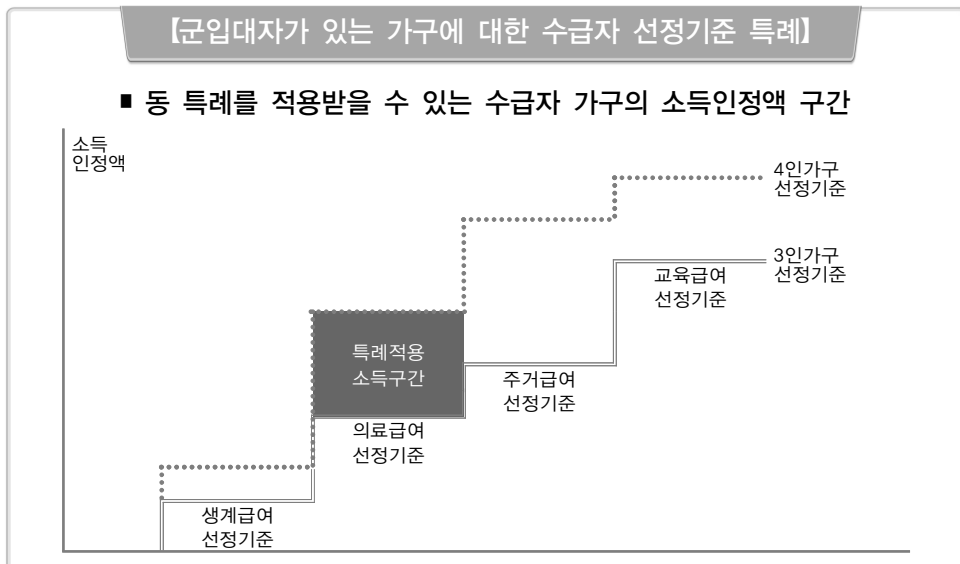 【군입대자가 있는 가구에 대한 수급자 선정기준 특례】
■ 동 특례를 적용받을 수 있는 수급자 가구의 소득인정액 구간
소득
인정액
4인가구
선정기준
3인가구
선정기준
교육급여
선정기준
특례적용
소득구간
주거급여
선정기준
의료급여
선정기준
생계급여
선정기준